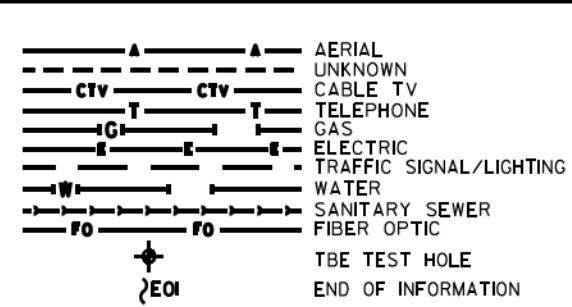 A A AERIAL
UNKNOWN
CTV CTV CABLE TV
T T TELEPHONE
G GAS
E E E ELECTRIC
TRAFFIC SIGNAL/LIGHTING
W WATER
SANITARY SEWER
FO FO FIBER OPTIC
TBE TEST HOLE
EOI END OF INFORMATION